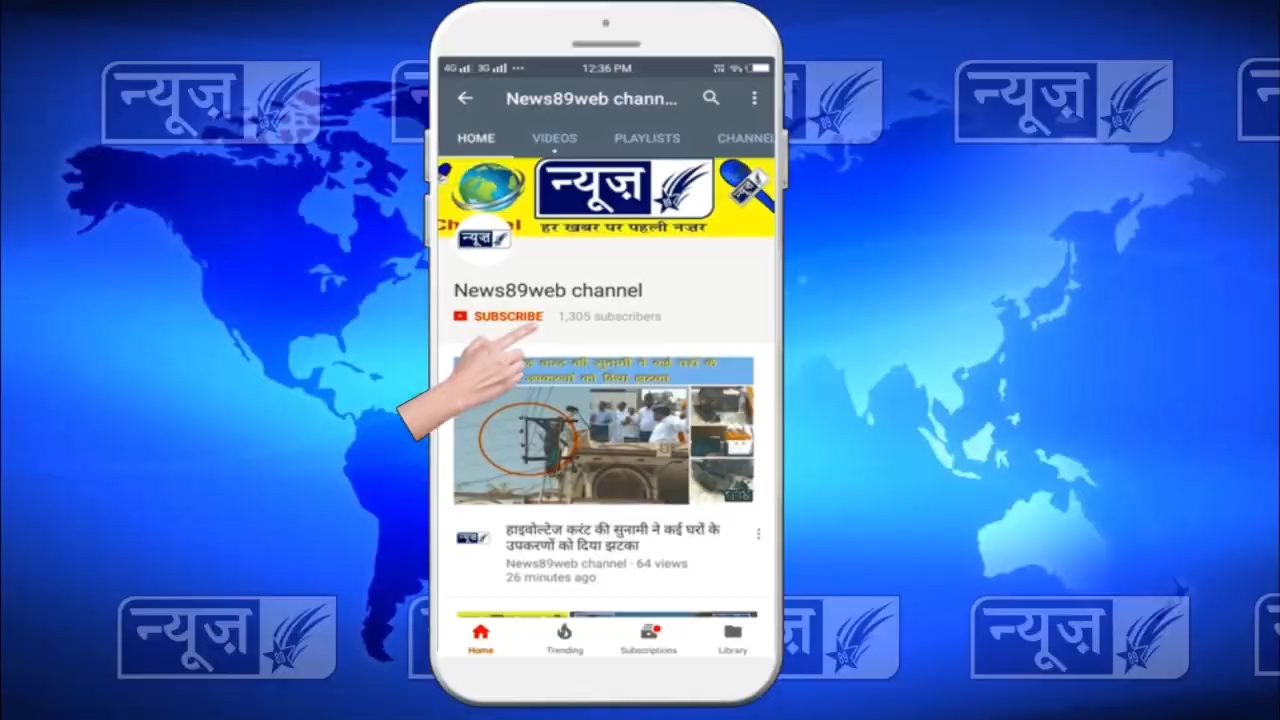 न्यूज़
न्यूज़
न्यूज़
4G 3G 12:36 PM
News89web chann...
HOME VIDEOS PLAYLISTS CHANNEL
न्यूज़
हर खबर पर पहली नज़र
न्यूज़
News89web channel
SUBSCRIBE 1,305 subscribers
उपकरणों को दिया झटका
हाइवोल्टेज करंट की सुनामी ने कई घरों के
उपकरणों को दिया झटका
News89web channel · 64 views
26 minutes ago
Home Trending Subscriptions Library
न्यूज़
न्यूज़